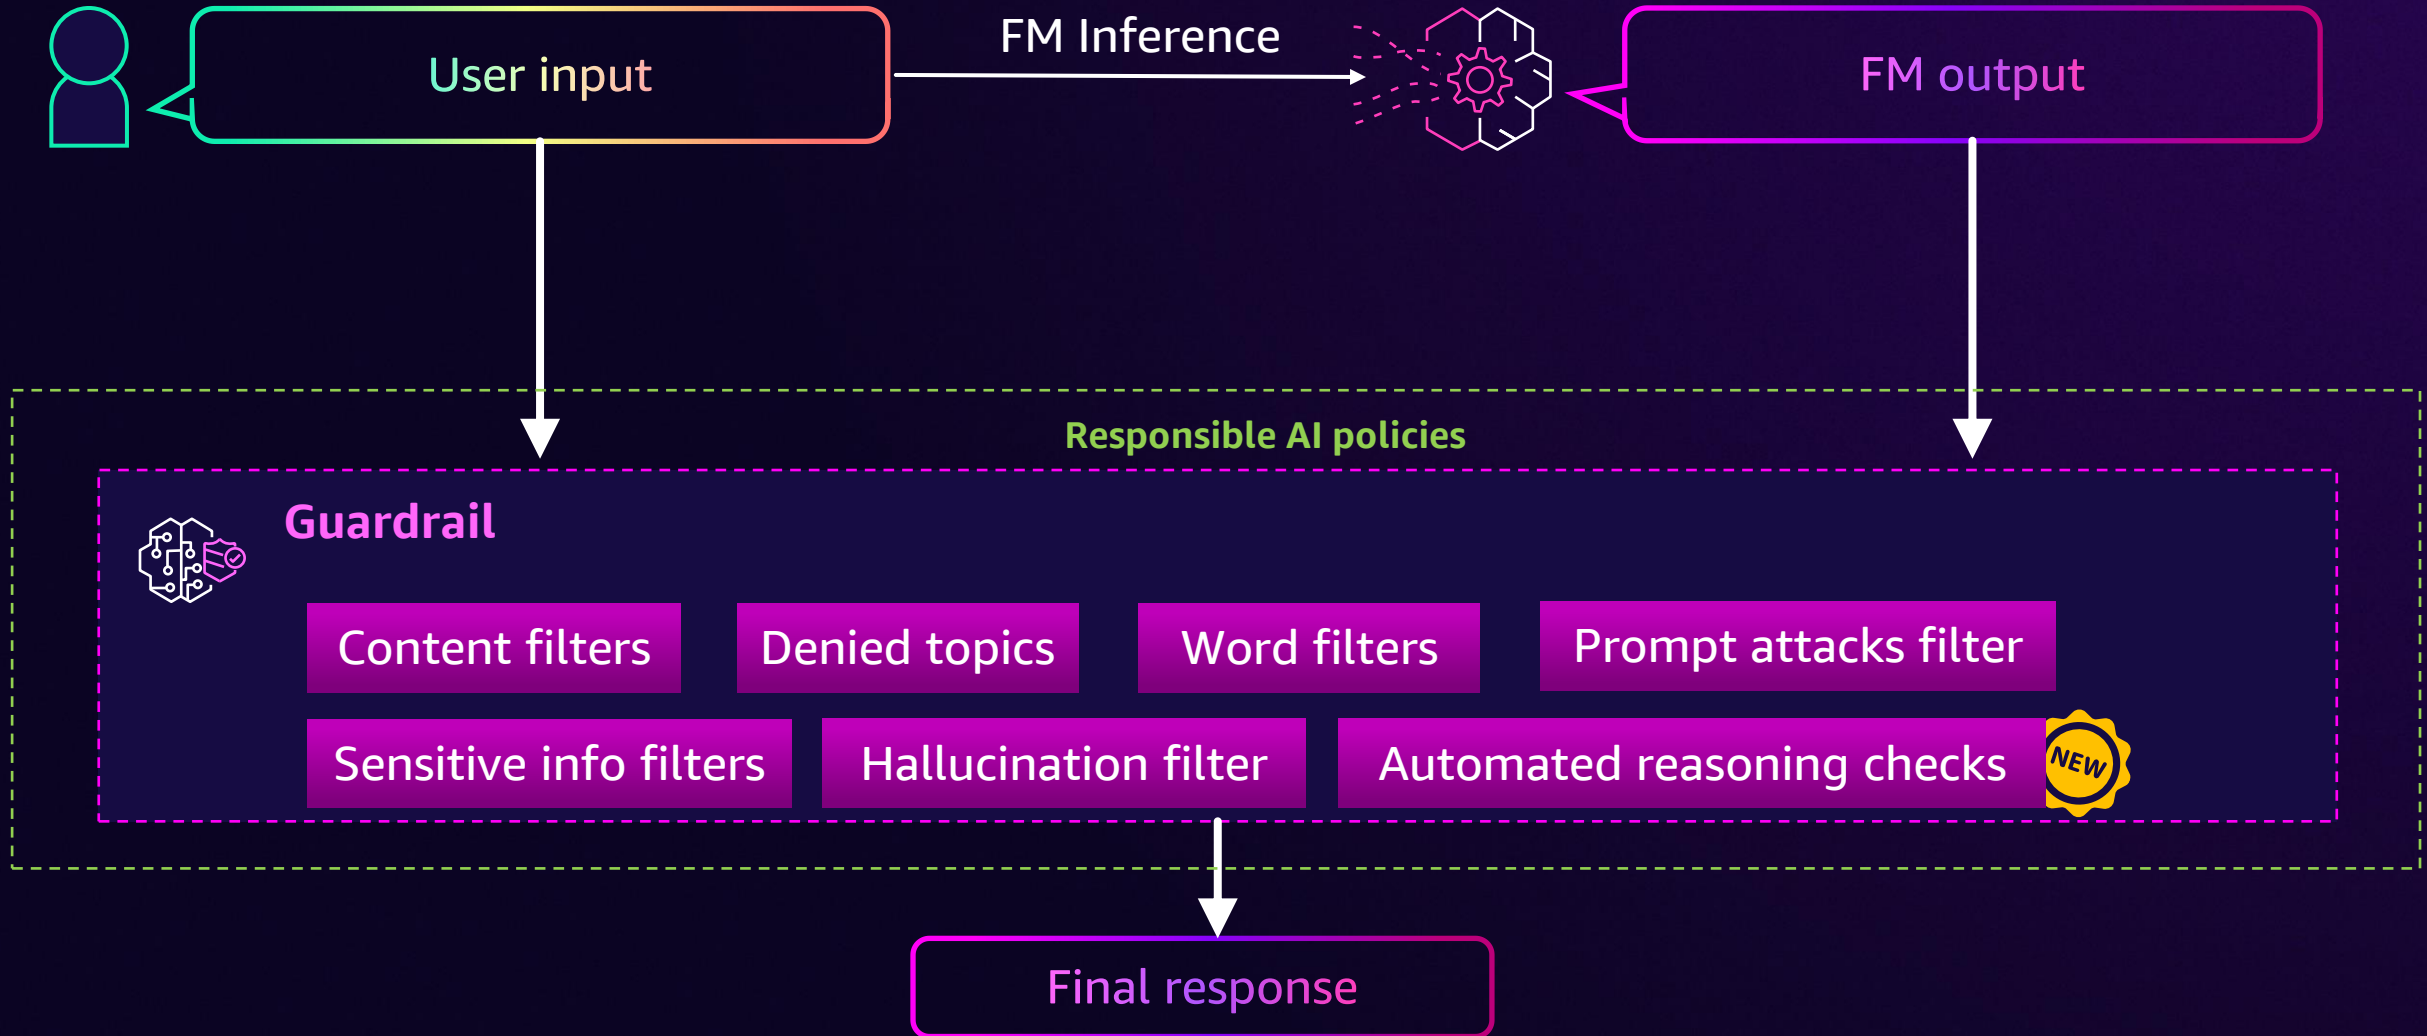 User input
FM Inference
FM output
Responsible AI policies
Guardrail
Content filters
Denied topics
Word filters
Prompt attacks filter
Sensitive info filters
Hallucination filter
Automated reasoning checks
NEW
Final response